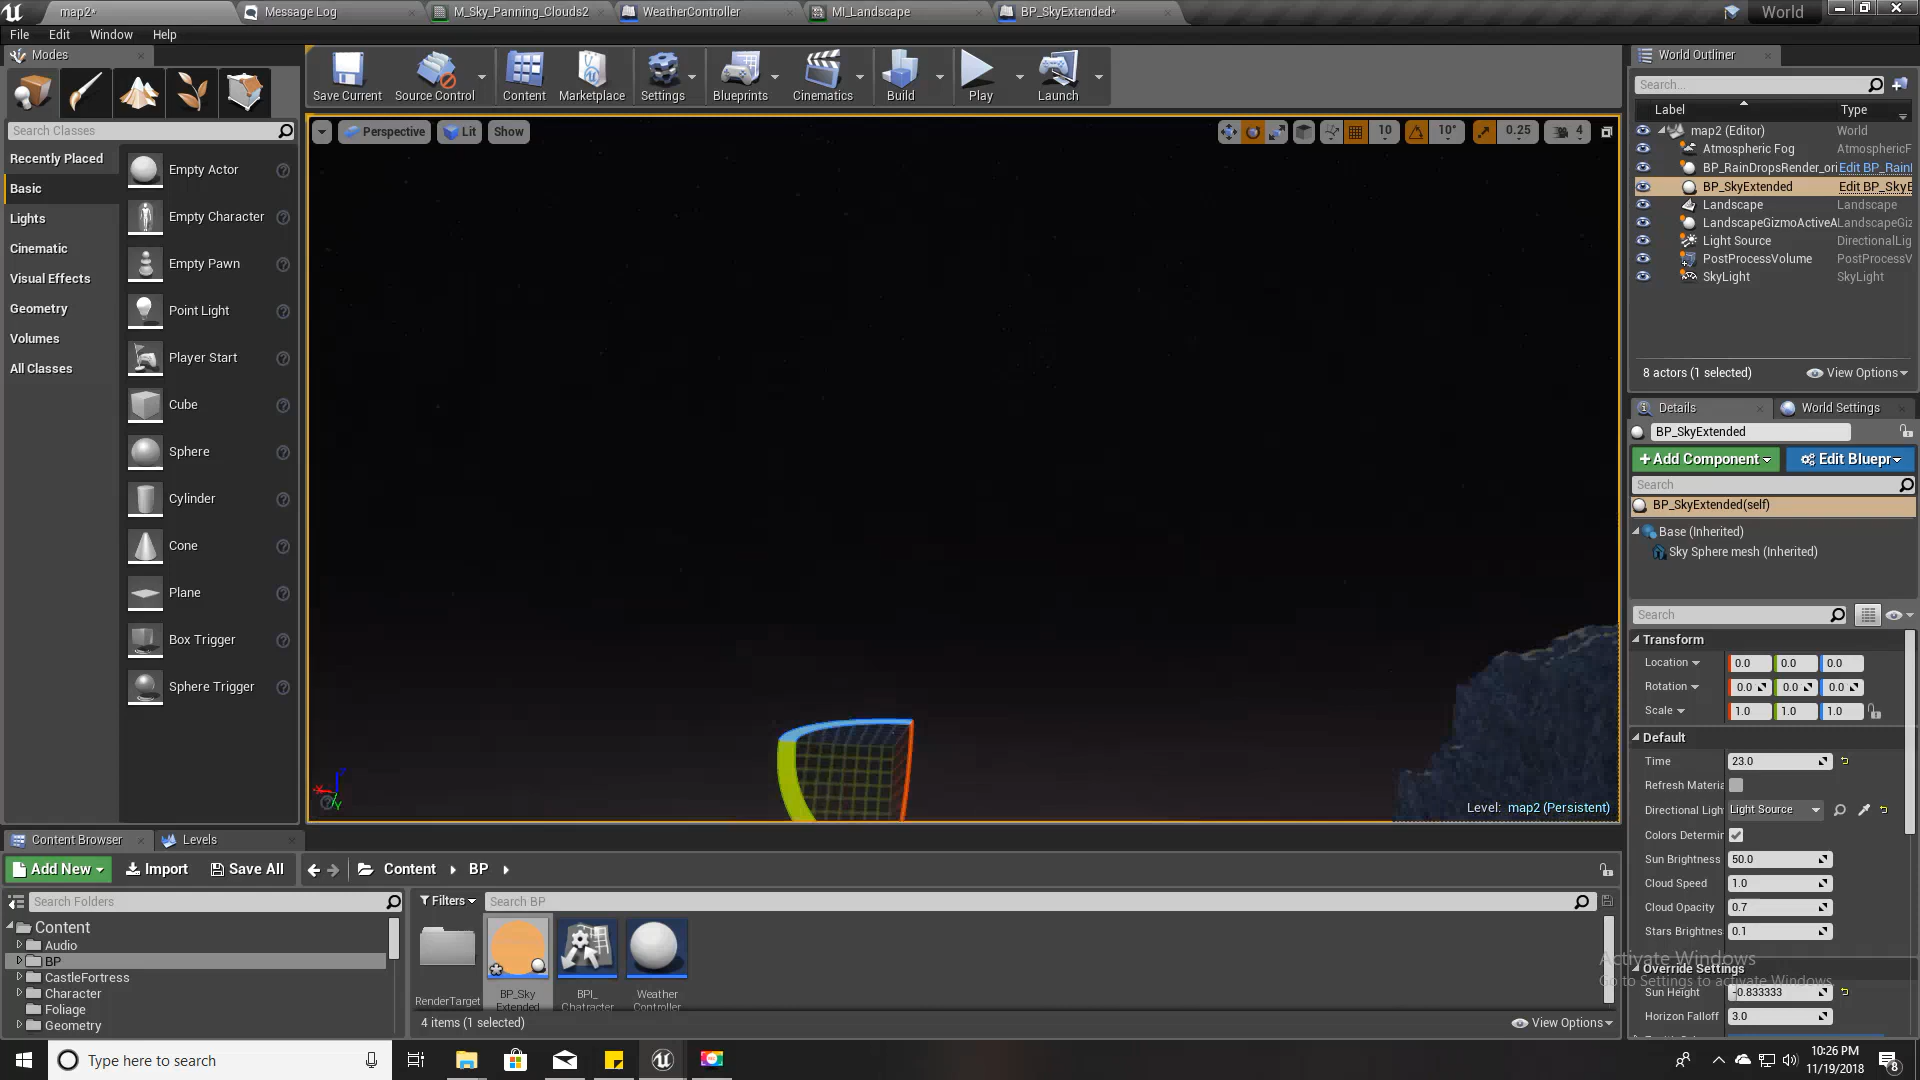 map2*
Message Log
M_Sky_Panning_Clouds2
WeatherController
MI_Landscape
BP_SkyExtended*
World
File
Edit
Window
Help
Modes
Search Classes
Recently Placed
Basic
Lights
Cinematic
Visual Effects
Geometry
Volumes
All Classes
Empty Actor
Empty Character
Empty Pawn
Point Light
Player Start
Cube
Sphere
Cylinder
Cone
Plane
Box Trigger
Sphere Trigger
Save Current
Source Control
Content
Marketplace
Settings
Blueprints
Cinematics
Build
Play
Launch
Perspective
Lit
Show
10
10°
0.25
4
Level: map2 (Persistent)
World Outliner
Search...
Label
Type
map2 (Editor)
World
Atmospheric Fog
AtmosphericF
BP_RainDropsRender_ori
Edit BP_Rain
BP_SkyExtended
Edit BP_SkyE
Landscape
Landscape
LandscapeGizmoActiveA
LandscapeGiz
Light Source
DirectionalLig
PostProcessVolume
PostProcessV
SkyLight
SkyLight
8 actors (1 selected)
View Options
Details
World Settings
BP_SkyExtended
+Add Component
Edit Bluepr
Search
BP_SkyExtended(self)
Base (Inherited)
Sky Sphere mesh (Inherited)
Search
Transform
Location
0.0
0.0
0.0
Rotation
0.0
0.0
0.0
Scale
1.0
1.0
1.0
Default
Time
23.0
Refresh Materia
Directional Ligh
Light Source
Colors Determin
Sun Brightness
50.0
Cloud Speed
1.0
Cloud Opacity
0.7
Stars Brightnes
0.1
Activate Windows
Go to Settings to activate Windows.
Override Settings
Sun Height
-0.833333
Horizon Falloff
3.0
Content Browser
Levels
Add New
Import
Save All
Content
BP
Search Folders
Content
Audio
BP
CastleFortress
Character
Foliage
Geometry
Filters
Search BP
RenderTarget
BP_Sky
Extended
BPI_
Chatracter
Weather
Controller
4 items (1 selected)
View Options
Type here to search
10:26 PM
11/19/2018
8